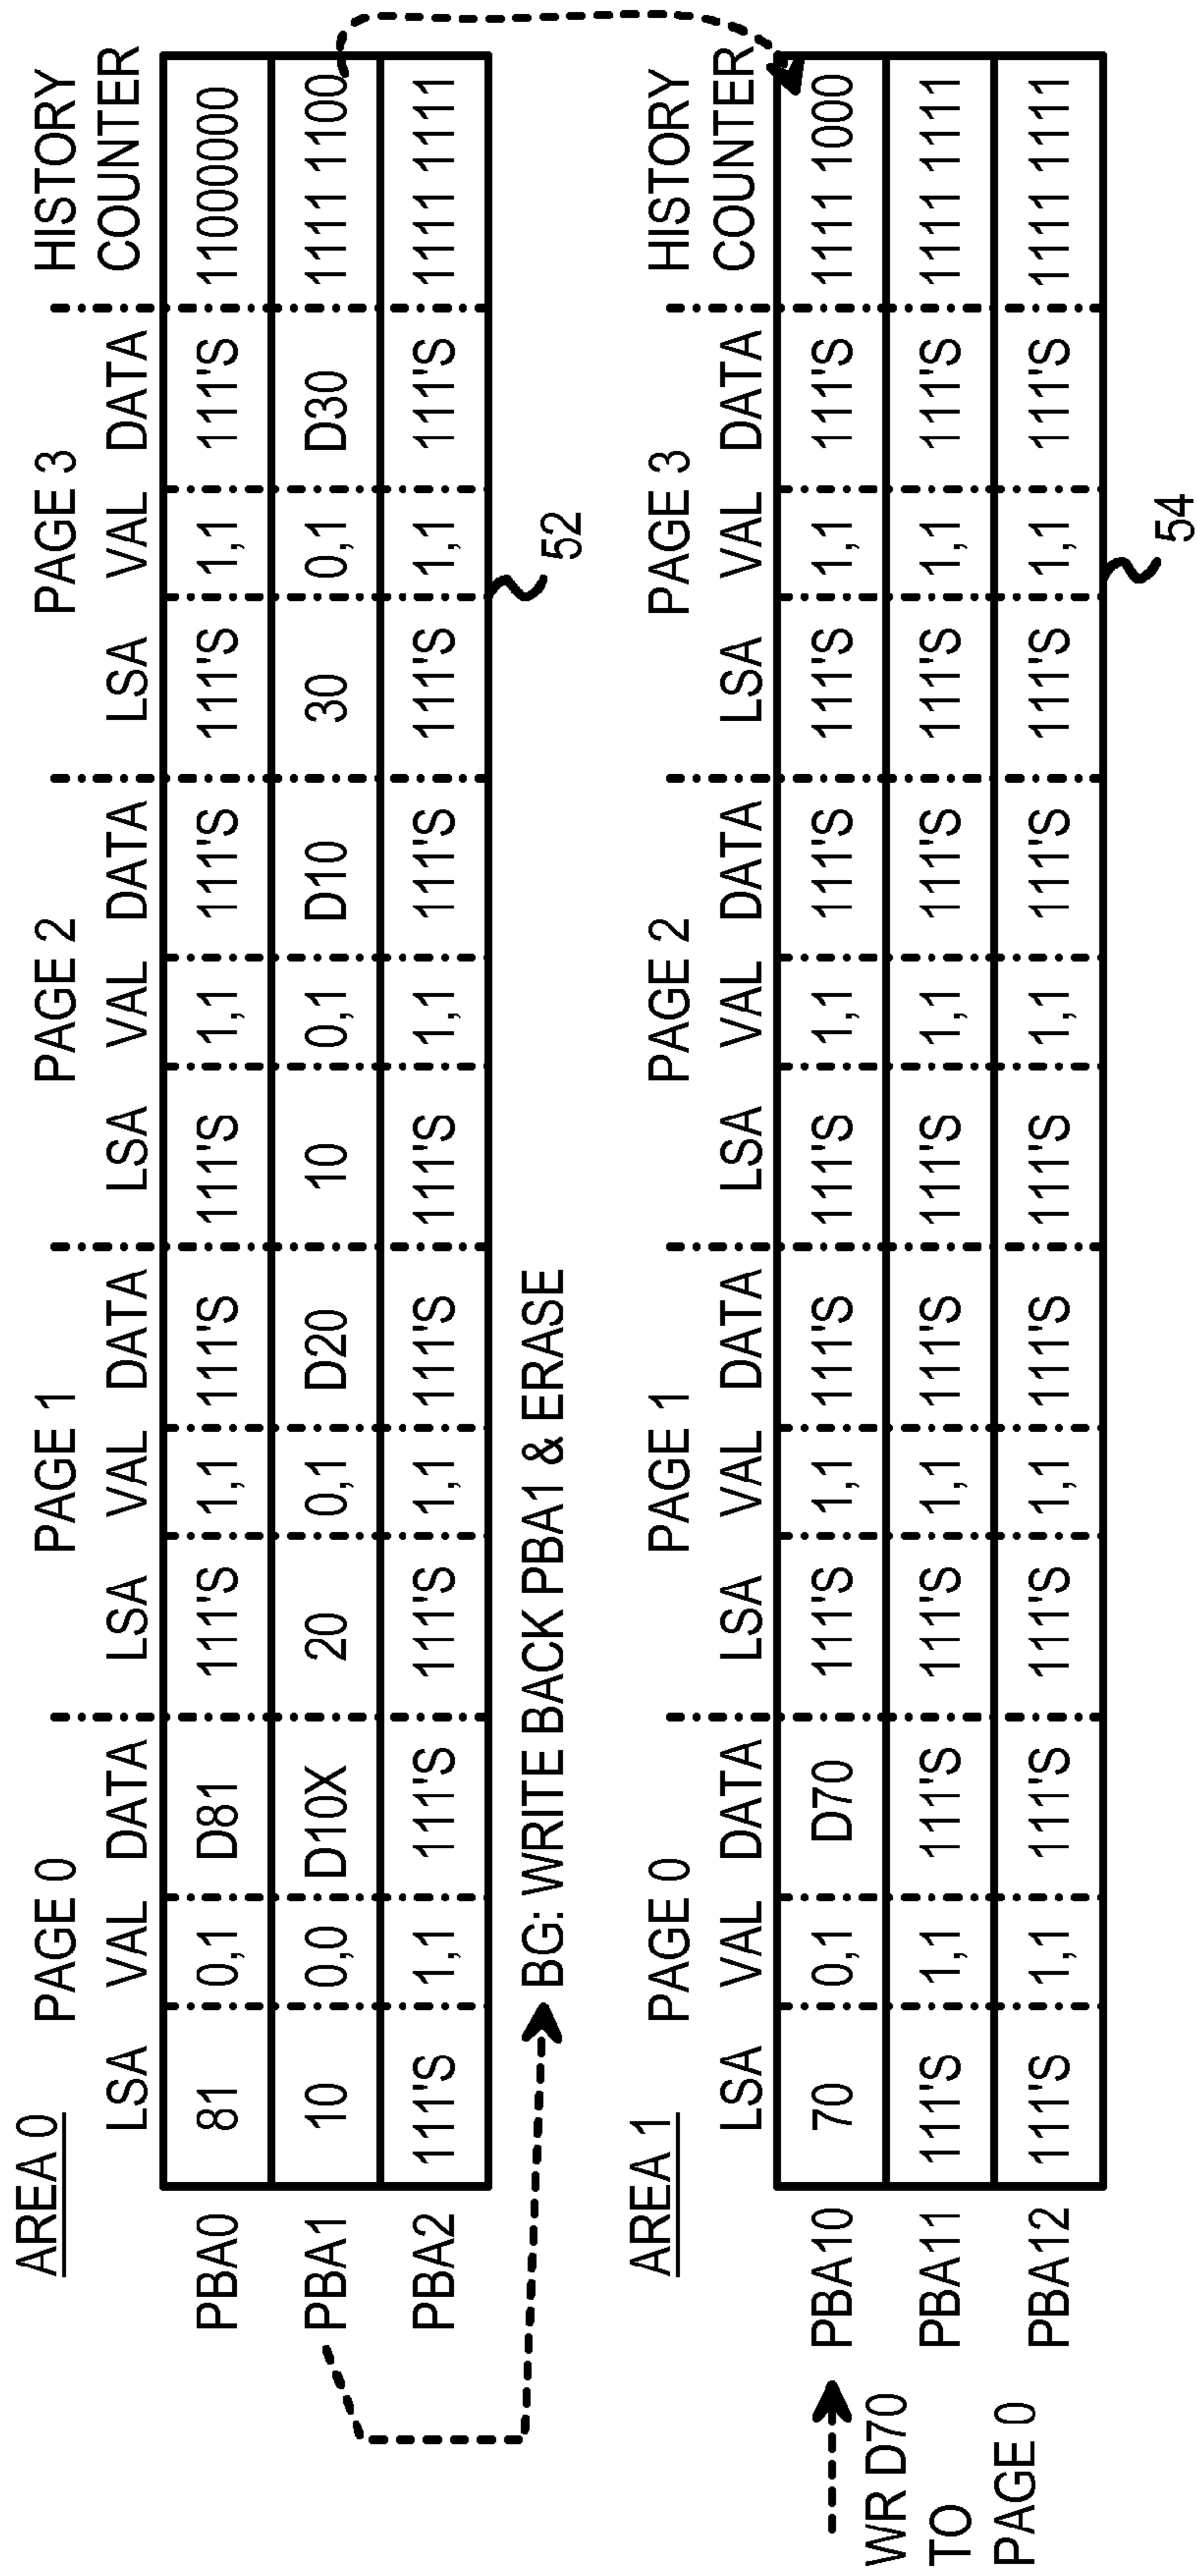 AREA 0
PAGE 0 PAGE 1 PAGE 2 PAGE 3 HISTORY
LSA VAL DATA LSA VAL DATA LSA VAL DATA LSA VAL DATA COUNTER
PBA0 81 0,1 D81 111'S 1,1 111'S 111'S 1,1 111'S 111'S 1,1 111'S 11000000
PBA1 10 0,0 D10X 20 0,1 D20 10 0,1 D10 30 0,1 D30 1111 1100
PBA2 111'S 1,1 111'S 111'S 1,1 111'S 111'S 1,1 111'S 111'S 1,1 111'S 1111 1111
BG: WRITE BACK PBA1 & ERASE
52
AREA 1
PAGE 0 PAGE 1 PAGE 2 PAGE 3 HISTORY
LSA VAL DATA LSA VAL DATA LSA VAL DATA LSA VAL DATA COUNTER
PBA10 70 0,1 D70 111'S 1,1 111'S 111'S 1,1 111'S 111'S 1,1 111'S 1111 1000
PBA11 111'S 1,1 111'S 111'S 1,1 111'S 111'S 1,1 111'S 111'S 1,1 111'S 1111 1111
PBA12 111'S 1,1 111'S 111'S 1,1 111'S 111'S 1,1 111'S 111'S 1,1 111'S 1111 1111
WR D70
TO
PAGE 0
54